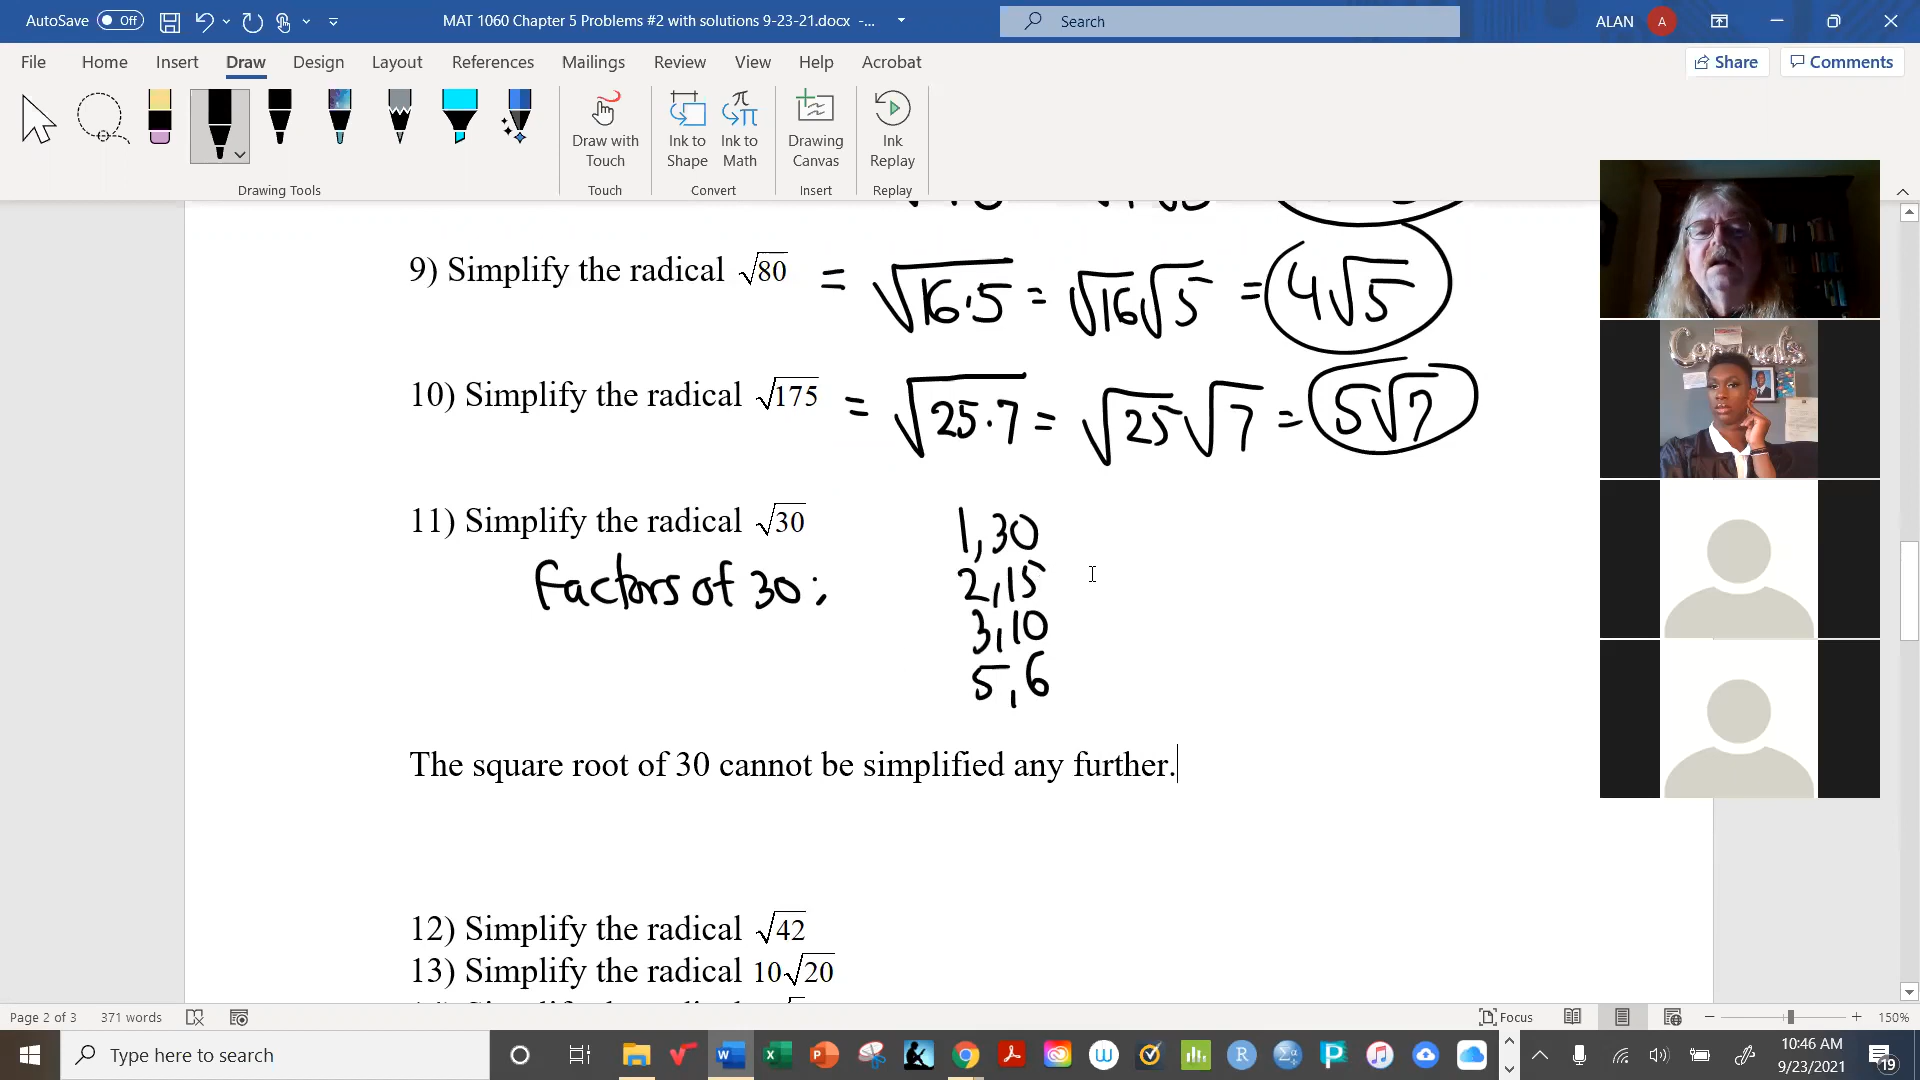 AutoSave Off MAT 1060 Chapter 5 Problems #2 with solutions 9-23-21.docx -... Search ALAN A
File Home Insert Draw Design Layout References Mailings Review View Help Acrobat Share Comments
Draw with Touch
Ink to Shape
Ink to Math
Drawing Canvas
Ink Replay
Drawing Tools Touch Convert Insert Replay
9) Simplify the radical √80 = √16·5 = √16√5 = 4√5
10) Simplify the radical √175 = √25·7 = √25√7 = 5√7
11) Simplify the radical √30
1,30
Factors of 30: 2,15
3,10
5,6
The square root of 30 cannot be simplified any further.
12) Simplify the radical √42
13) Simplify the radical 10√20
Page 2 of 3 371 words Focus 150%
Type here to search 10:46 AM
9/23/2021 19